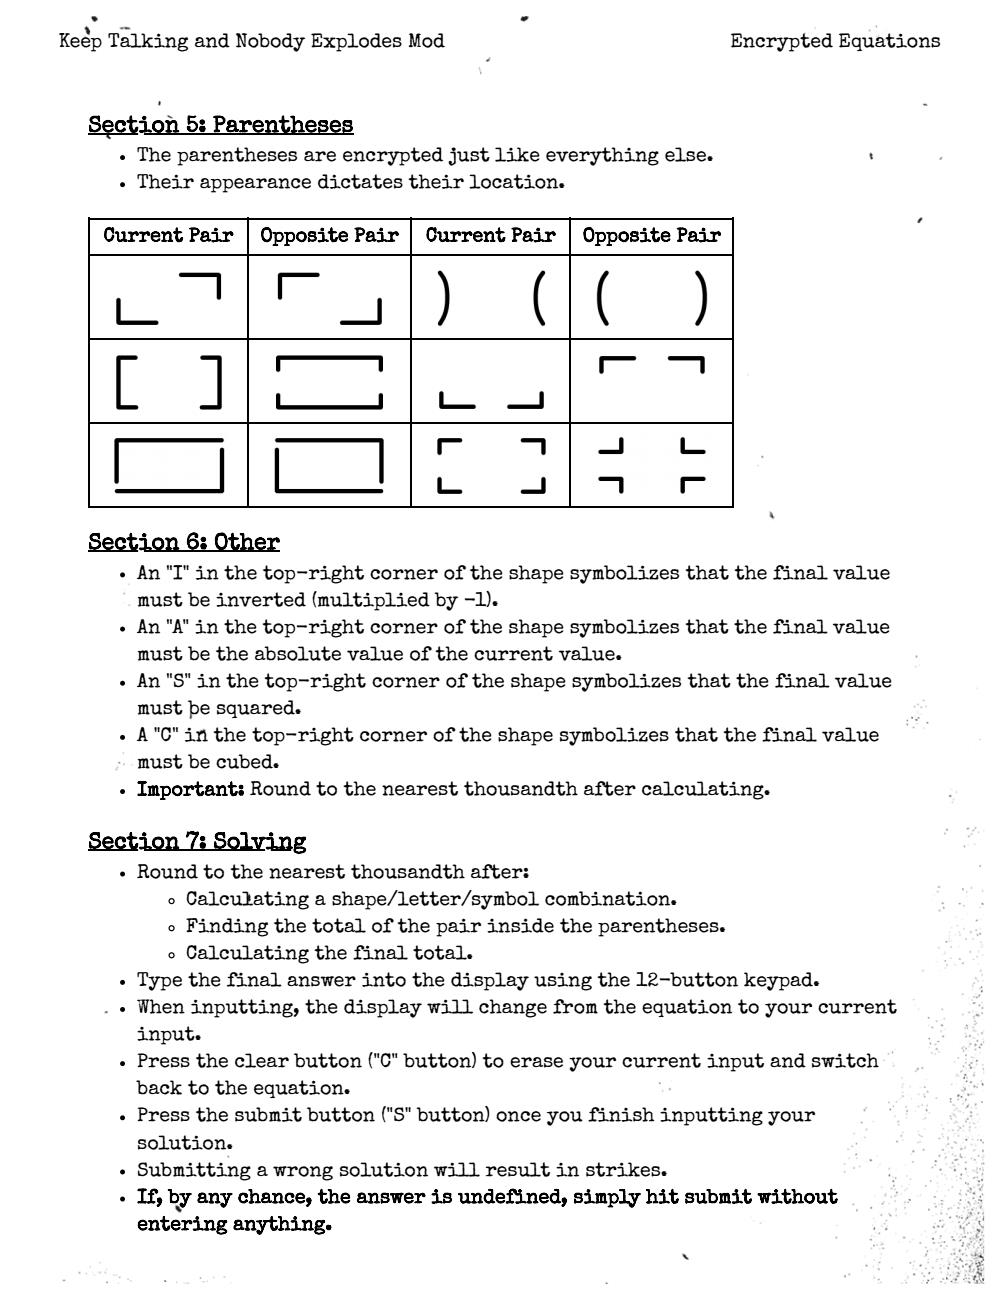 Keep Talking and Nobody Explodes Mod
Encrypted Equations
Section 5: Parentheses
• The parentheses are encrypted just like everything else.
• Their appearance dictates their location.
Current Pair Opposite Pair Current Pair Opposite Pair
) ( ( )
[ ]
Section 6: Other
• An "I" in the top-right corner of the shape symbolizes that the final value
must be inverted (multiplied by -1).
• An "A" in the top-right corner of the shape symbolizes that the final value
must be the absolute value of the current value.
• An "S" in the top-right corner of the shape symbolizes that the final value
must be squared.
• A "C" in the top-right corner of the shape symbolizes that the final value
must be cubed.
• Important: Round to the nearest thousandth after calculating.
Section 7: Solving
• Round to the nearest thousandth after:
◦ Calculating a shape/letter/symbol combination.
◦ Finding the total of the pair inside the parentheses.
◦ Calculating the final total.
• Type the final answer into the display using the 12-button keypad.
• When inputting, the display will change from the equation to your current
input.
• Press the clear button ("C" button) to erase your current input and switch
back to the equation.
• Press the submit button ("S" button) once you finish inputting your
solution.
• Submitting a wrong solution will result in strikes.
• If, by any chance, the answer is undefined, simply hit submit without
entering anything.